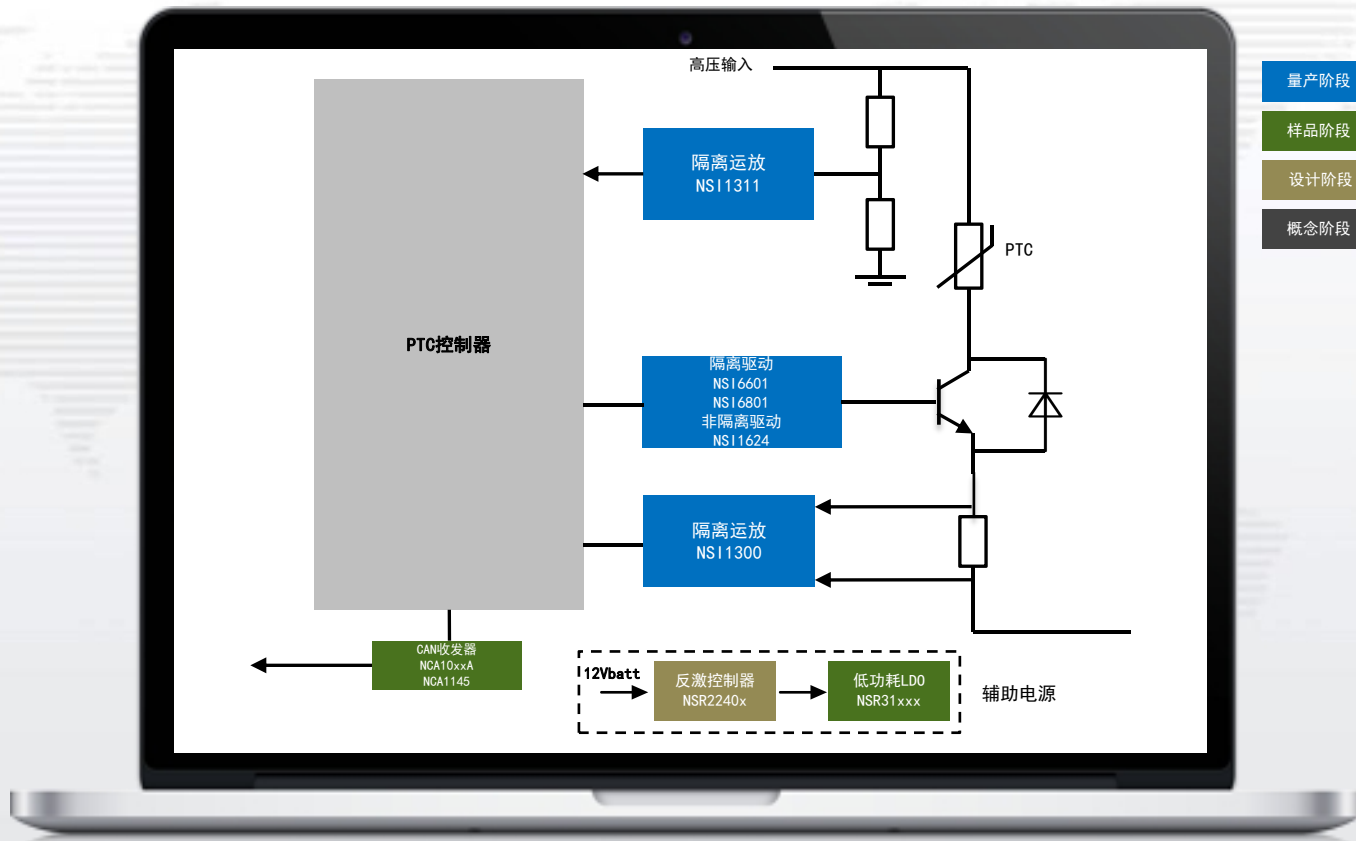 高压输入
量产阶段
样品阶段
设计阶段
概念阶段
隔离运放
NSI1311
PTC
PTC控制器
隔离驱动
NSI6601
NSI6801
非隔离驱动
NSI1624
隔离运放
NSI1300
CAN收发器
NCA10xxA
NCA1145
12Vbatt
反激控制器
NSR2240x
低功耗LDO
NSR31xxx
辅助电源